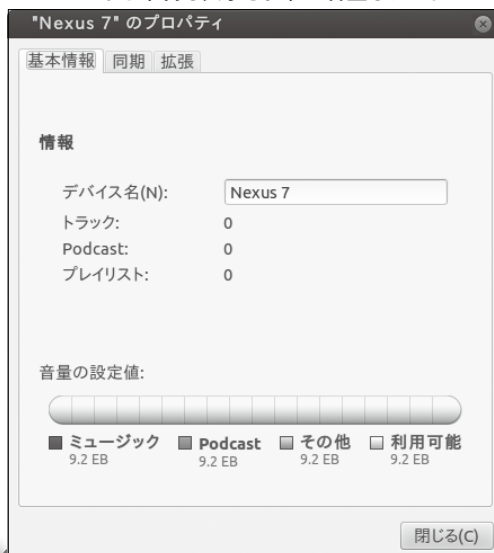 "Nexus 7" のプロパティ
基本情報 同期 拡張
情報
デバイス名(N): Nexus 7
トラック: 0
Podcast: 0
プレイリスト: 0
音量の設定値:
ミュージック Podcast その他 利用可能
9.2 EB 9.2 EB 9.2 EB 9.2 EB
閉じる(C)